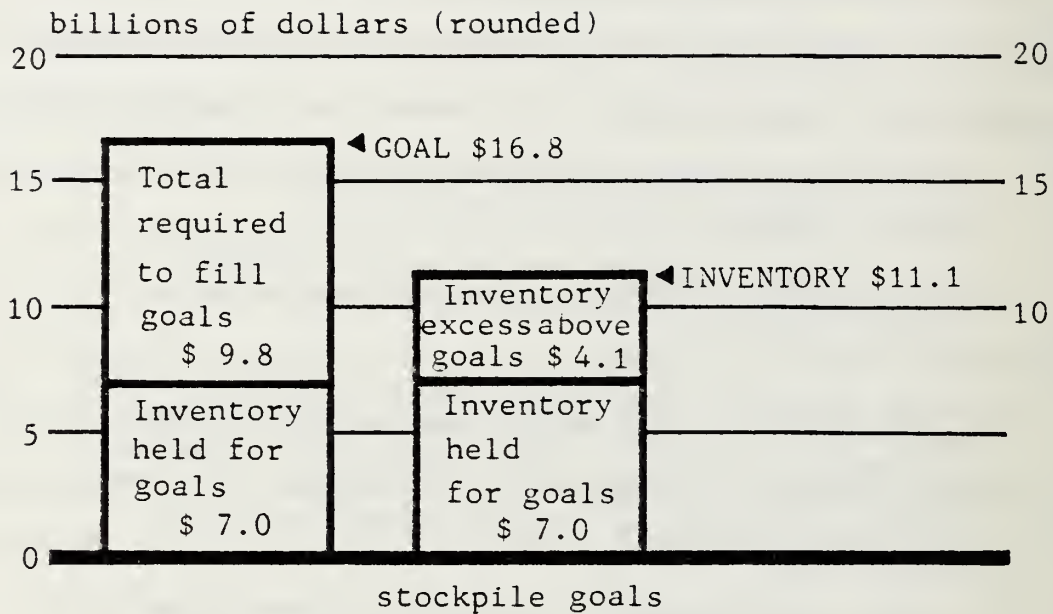 billions of dollars (rounded)
20
20
◄ GOAL $16.8
15
15
Total
required
to fill
goals
$ 9.8
◄ INVENTORY $11.1
10
10
Inventory
excess above
goals $ 4.1
Inventory
held for
goals
$ 7.0
Inventory
held
for goals
$ 7.0
5
5
0
stockpile goals